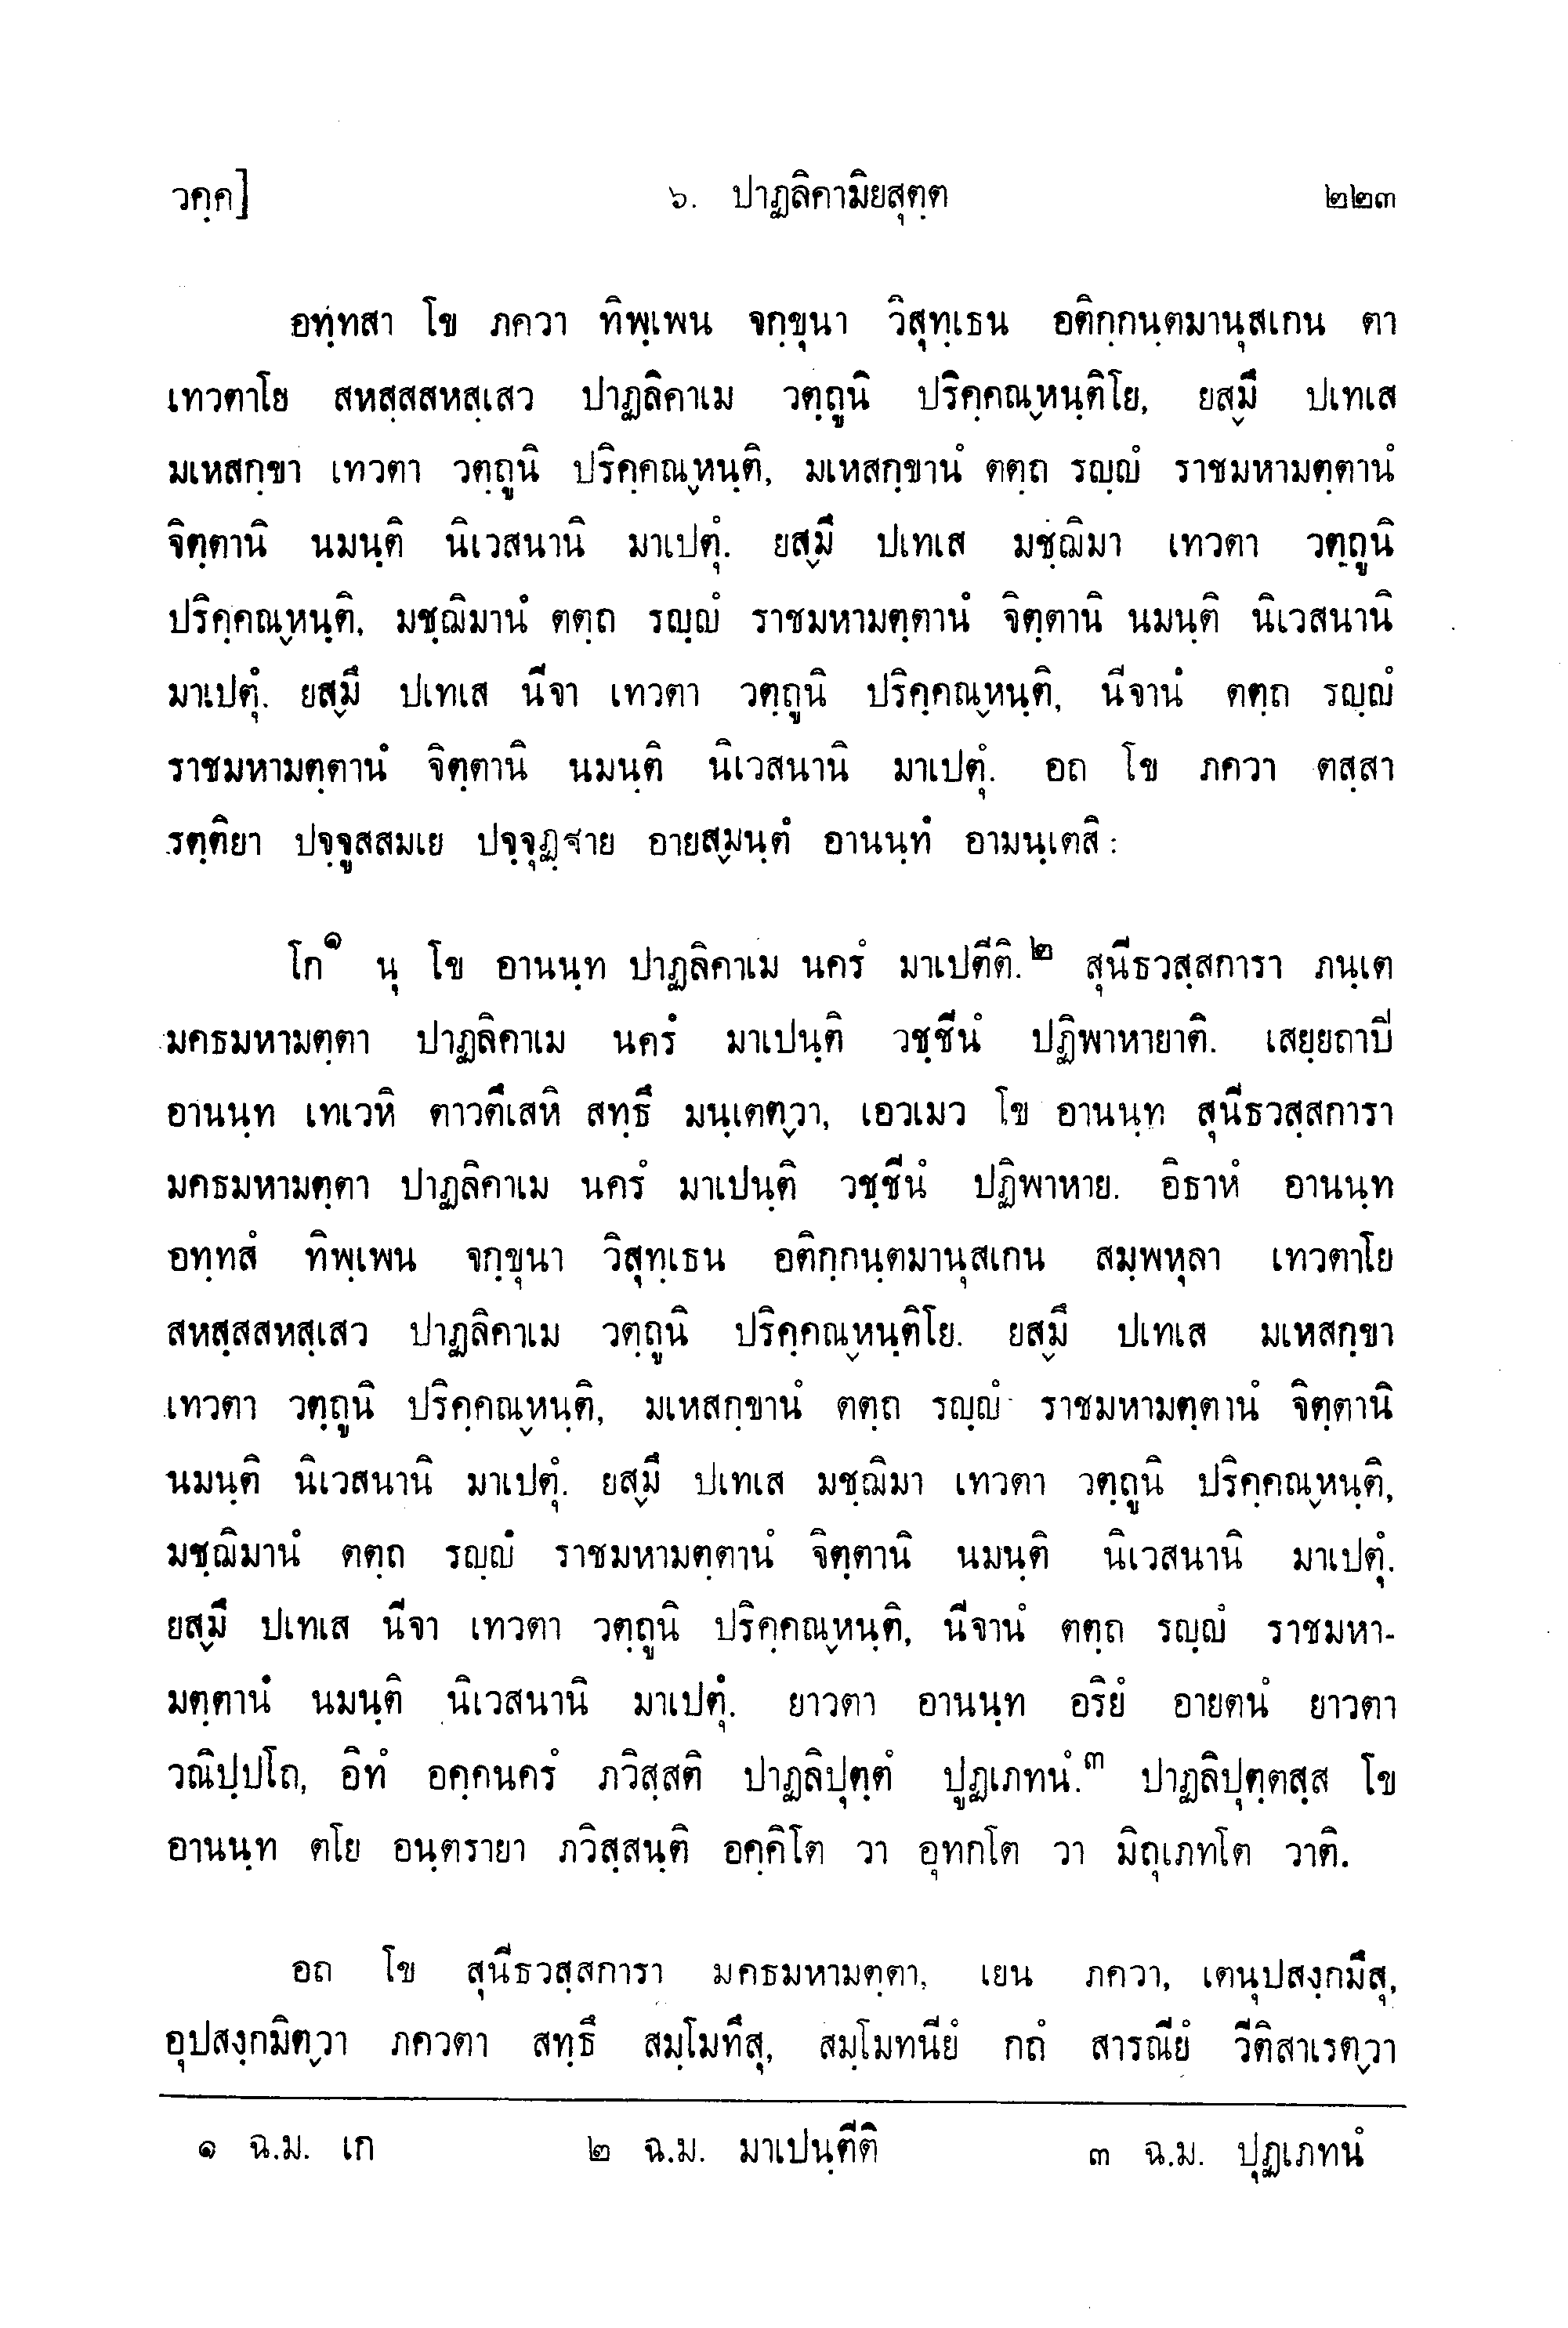 วคฺค] ๖. ปาฏลิคามิยสุตฺต ๒๒๓
อทฺทสา โข ภควา ทิพฺเพน จกฺขุนา วิสุทฺเธน อติกฺกนฺตมานุสเกน ตา
เทวตาโย สหสฺสสหสฺเสว ปาฏลิคาเม วตฺถูนิ ปริคฺคณฺหนฺติโย, ยสฺมึ ปเทเส
มเหสกฺขา เทวตา วตฺถูนิ ปริคฺคณฺหนฺติ, มเหสกฺขานํ ตตฺถ รญฺญํ ราชมหามตฺตานํ
จิตฺตานิ นมนฺติ นิเวสนานิ มาเปตุํ. ยสฺมึ ปเทเส มชฺฌิมา เทวตา วตฺถูนิ
ปริคฺคณฺหนฺติ, มชฺฌิมานํ ตตฺถ รญฺญํ ราชมหามตฺตานํ จิตฺตานิ นมนฺติ นิเวสนานิ
มาเปตุํ. ยสฺมึ ปเทเส นีจา เทวตา วตฺถูนิ ปริคฺคณฺหนฺติ, นีจานํ ตตฺถ รญฺญํ
ราชมหามตฺตานํ จิตฺตานิ นมนฺติ นิเวสนานิ มาเปตุํ. อถ โข ภควา ตสฺสา
รตฺติยา ปจฺจูสสมเย ปจฺจุฏฺฐาย อายสฺมนฺตํ อานนฺทํ อามนฺเตสิ:
โก๑ นุ โข อานนฺท ปาฏลิคาเม นครํ มาเปตีติ.๒ สุนีธวสฺสการา ภนฺเต
มคธมหามตฺตา ปาฏลิคาเม นครํ มาเปนฺติ วชฺชีนํ ปฏิพาหายาติ. เสยฺยถาปี
อานนฺท เทเวหิ ตาวตึเสหิ สทฺธึ มนฺเตตฺวา, เอวเมว โข อานนฺท สุนีธวสฺสการา
มคธมหามตฺตา ปาฏลิคาเม นครํ มาเปนฺติ วชฺชีนํ ปฏิพาหาย. อิธาหํ อานนฺท
อทฺทสํ ทิพฺเพน จกฺขุนา วิสุทฺเธน อติกฺกนฺตมานุสเกน สมฺพหุลา เทวตาโย
สหสฺสสหสฺเสว ปาฏลิคาเม วตฺถูนิ ปริคฺคณฺหนฺติโย. ยสฺมึ ปเทเส มเหสกฺขา
เทวตา วตฺถูนิ ปริคฺคณฺหนฺติ, มเหสกฺขานํ ตตฺถ รญฺญํ ราชมหามตฺตานํ จิตฺตานิ
นมนฺติ นิเวสนานิ มาเปตุํ. ยสฺมึ ปเทเส มชฺฌิมา เทวตา วตฺถูนิ ปริคฺคณฺหนฺติ,
มชฺฌิมานํ ตตฺถ รญฺญํ ราชมหามตฺตานํ จิตฺตานิ นมนฺติ นิเวสนานิ มาเปตุํ.
ยสฺมึ ปเทเส นีจา เทวตา วตฺถูนิ ปริคฺคณฺหนฺติ, นีจานํ ตตฺถ รญฺญํ ราชมหา-
มตฺตานํ นมนฺติ นิเวสนานิ มาเปตุํ. ยาวตา อานนฺท อริยํ อายตนํ ยาวตา
วณิปฺปโถ, อิทํ อคฺคนครํ ภวิสฺสติ ปาฏลิปุตฺตํ ปูฏเภทนํ.๓ ปาฏลิปุตฺตสฺส โข
อานนฺท ตโย อนฺตรายา ภวิสฺสนฺติ อคฺคิโต วา อุทกโต วา มิถุเภทโต วาติ.
อถ โข สุนีธวสฺสการา มคธมหามตฺตา, เยน ภควา, เตนุปสงฺกมึสุ,
อุปสงฺกมิตฺวา ภควตา สทฺธึ สมฺโมทึสุ, สมฺโมทนียํ กถํ สารณียํ วีติสาเรตฺวา
๑ ฉ.ม. เก ๒ ฉ.ม. มาเปนฺตีติ ๓ ฉ.ม. ปุฏเภทนํ